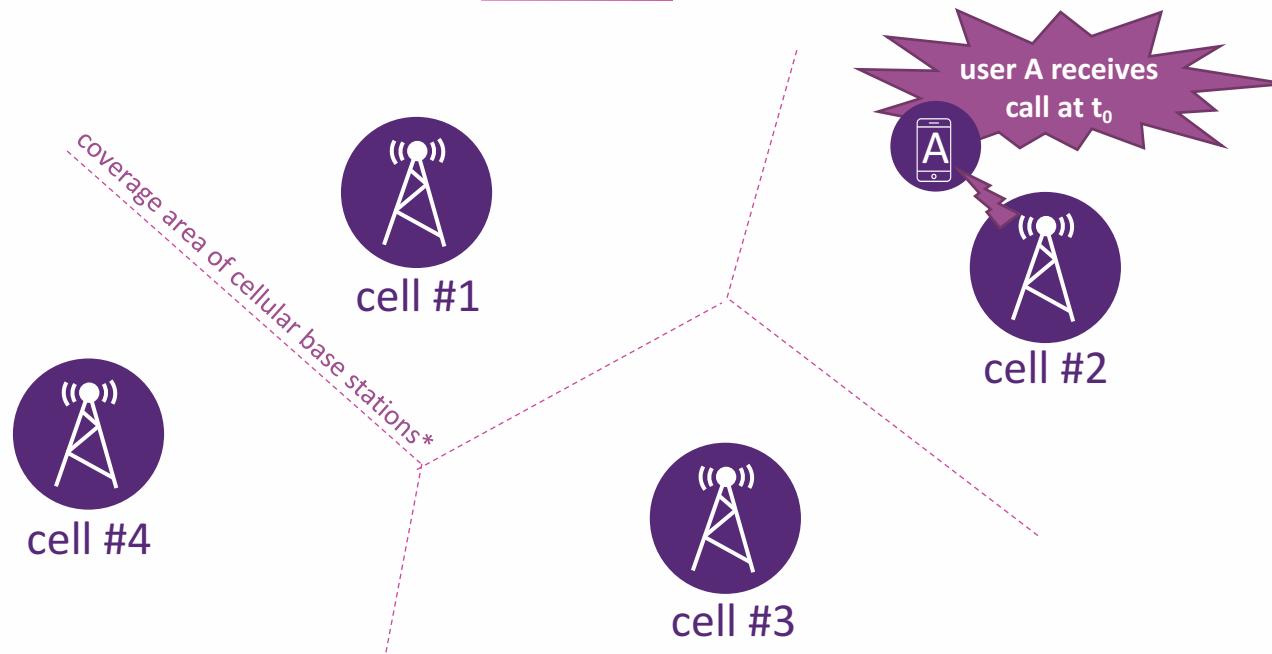 user A receives
call at t₀
A
coverage area of cellular base stations*
cell #1
cell #2
cell #4
cell #3